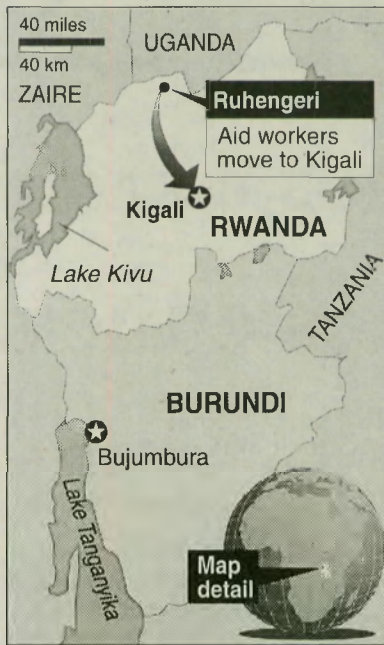 40 miles
40 km
UGANDA
ZAIRE
Ruhengeri
Aid workers
move to Kigali
Kigali
RWANDA
Lake Kivu
TANZANIA
BURUNDI
Bujumbura
Lake Tanganyika
Map
detail